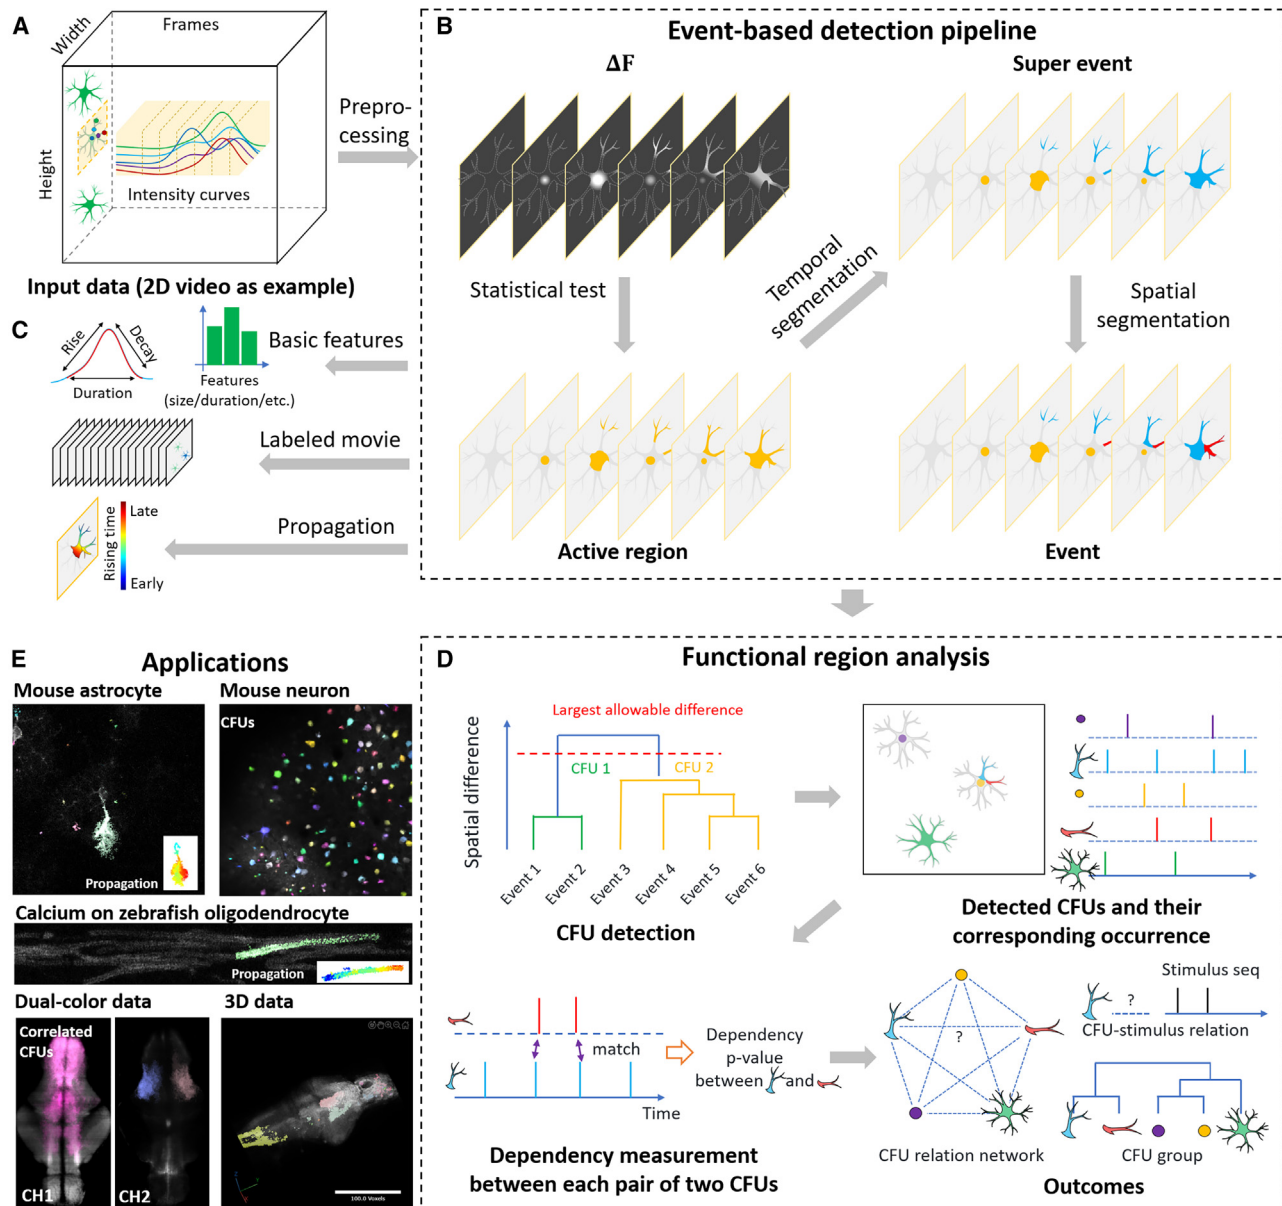 A
Width
Frames
Height
Intensity curves
Input data (2D video as example)
Prepro-
cessing
B
Event-based detection pipeline
ΔF
Super event
Statistical test
Temporal
segmentation
Spatial
segmentation
Active region
Event
C
Rise
Decay
Duration
Features
(size/duration/etc.)
Basic features
Labeled movie
Rising time
Late
Early
Propagation
D
Functional region analysis
Spatial difference
Largest allowable difference
CFU 1
CFU 2
Event 1
Event 2
Event 3
Event 4
Event 5
Event 6
CFU detection
Detected CFUs and their
corresponding occurrence
match
Time
Dependency
p-value
between and
Dependency measurement
between each pair of two CFUs
?
CFU relation network
Stimulus seq
?
CFU-stimulus relation
CFU group
Outcomes
E
Applications
Mouse astrocyte
Propagation
Mouse neuron
CFUs
Calcium on zebrafish oligodendrocyte
Propagation
Dual-color data
Correlated
CFUs
CH1
CH2
3D data
100.0 Voxels